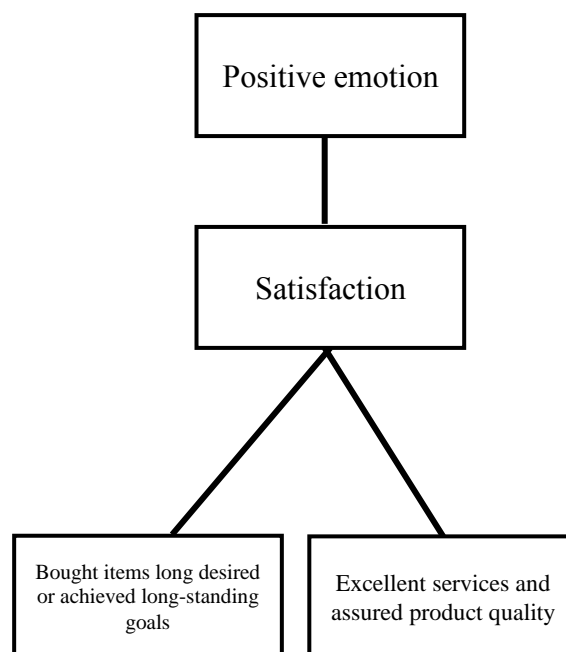 Positive emotion
Satisfaction
Bought items long desired
or achieved long-standing
goals
Excellent services and
assured product quality